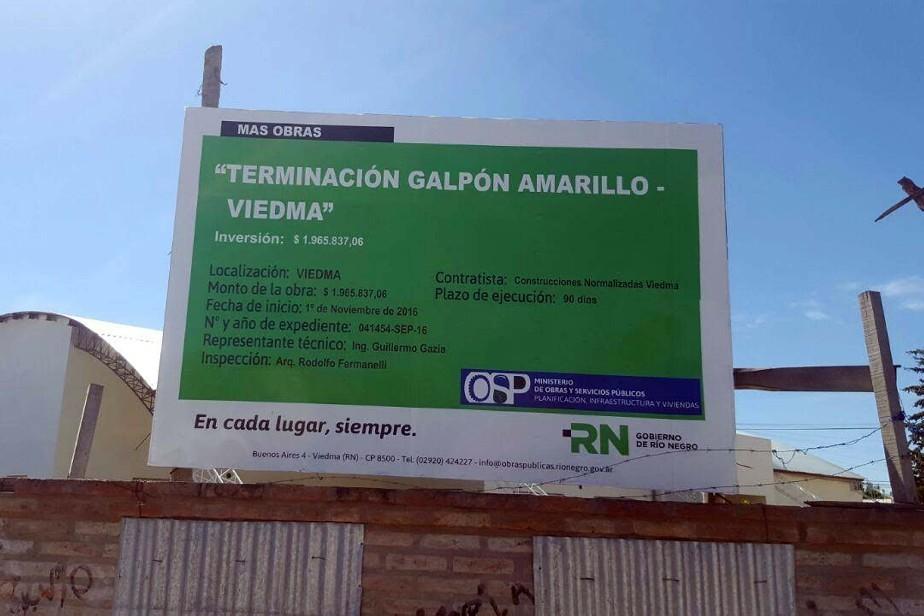 MAS OBRAS
“TERMINACIÓN GALPÓN AMARILLO -
VIEDMA”
Inversión: $ 1.965.837,06
Localización: VIEDMA
Monto de la obra: $ 1.965.837,06
Fecha de inicio: 1º de Noviembre de 2016
N° y año de expediente: 041454-SEP-16
Representante técnico: Ing. Guillermo Gazia
Inspección: Arq. Rodolfo Fermanelli
Contratista: Construcciones Normalizadas Viedma
Plazo de ejecución: 90 días
OSP
MINISTERIO
DE OBRAS Y SERVICIOS PÚBLICOS
PLANIFICACIÓN, INFRAESTRUCTURA Y VIVIENDAS
En cada lugar, siempre.
RN
GOBIERNO
DE RÍO NEGRO
Buenos Aires 4 - Viedma (RN) - CP 8500 - Tel: (02920) 424227 - info@obraspublicas.rionegro.gov.ar